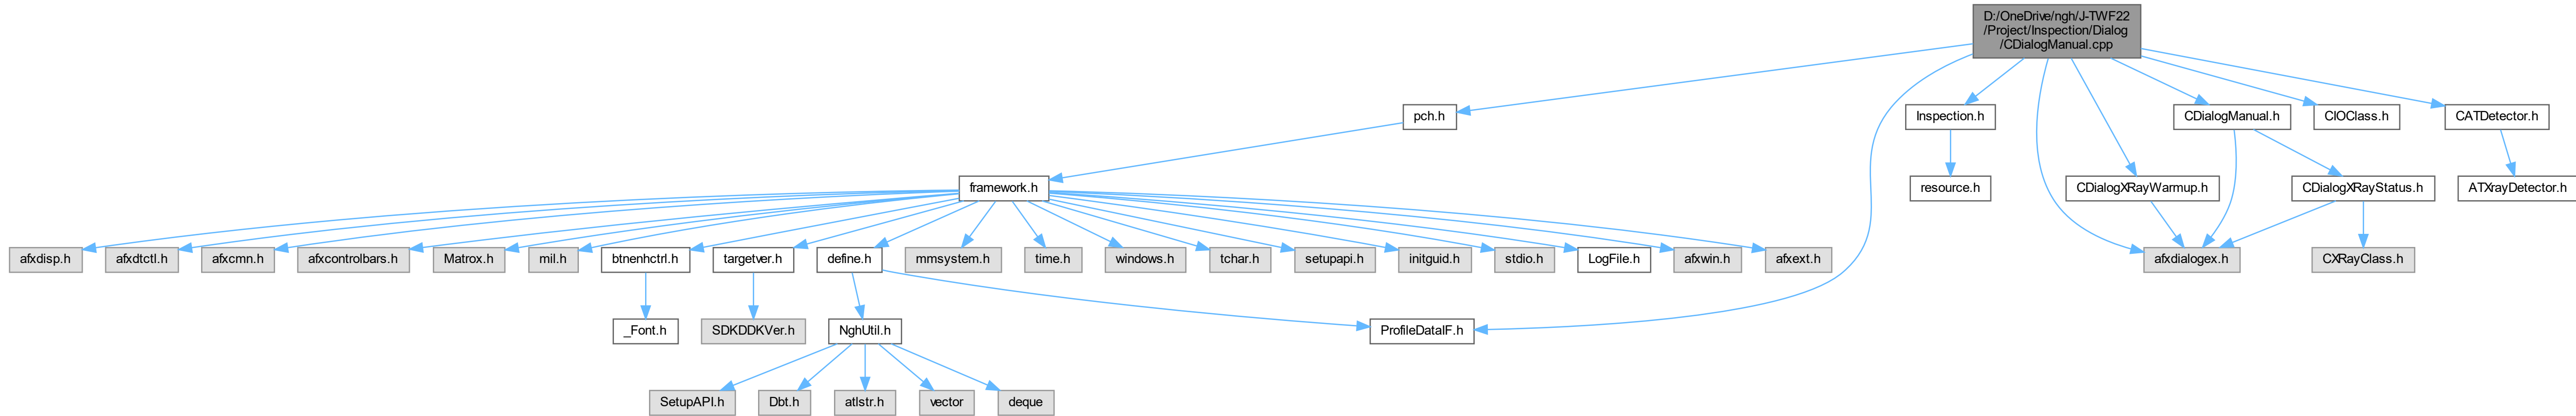 D:/OneDrive/ngh/J-TWF22
/Project/Inspection/Dialog
/CDialogManual.cpp
pch.h
Inspection.h
CDialogManual.h
CIOClass.h
CATDetector.h
framework.h
resource.h
CDialogXRayWarmup.h
CDialogXRayStatus.h
ATXrayDetector.h
afxdisp.h
afxdtctl.h
afxcmn.h
afxcontrolbars.h
Matrox.h
mil.h
btnenhctrl.h
targetver.h
define.h
mmsystem.h
time.h
windows.h
tchar.h
setupapi.h
initguid.h
stdio.h
LogFile.h
afxwin.h
afxext.h
afxdialogex.h
CXRayClass.h
_Font.h
SDKDDKVer.h
NghUtil.h
ProfileDataIF.h
SetupAPI.h
Dbt.h
atlstr.h
vector
deque